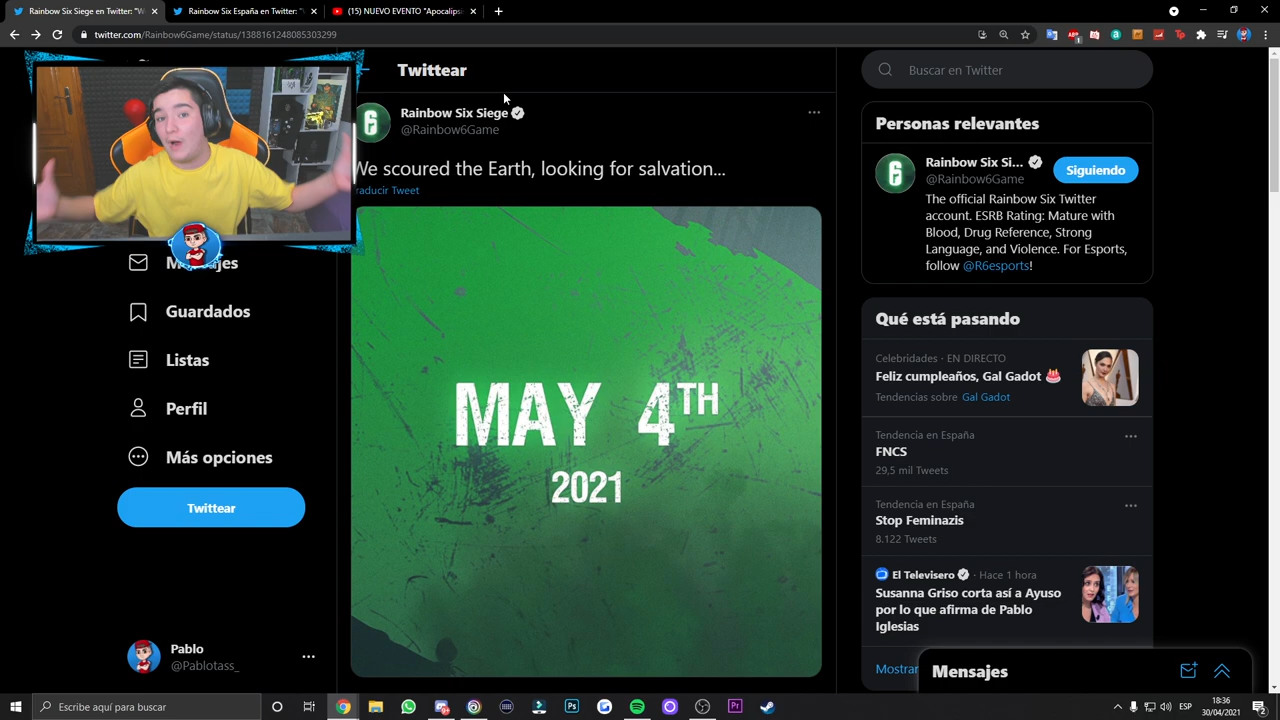 Rainbow Six Siege en Twitter: "W
Rainbow Six España en Twitter: "
(15) NUEVO EVENTO "Apocalips
twitter.com/Rainbow6Game/status/1388161248085303299
Twittear
Buscar en Twitter
Rainbow Six Siege
@Rainbow6Game
We scoured the Earth, looking for salvation...
raducir Tweet
MAY 4TH
2021
Guardados
Listas
Perfil
Más opciones
Twittear
Pablo
@Pablotass_
Personas relevantes
Rainbow Six Si...
@Rainbow6Game
Siguiendo
The official Rainbow Six Twitter
account. ESRB Rating: Mature with
Blood, Drug Reference, Strong
Language, and Violence. For Esports,
follow @R6esports!
Qué está pasando
Celebridades · EN DIRECTO
Feliz cumpleaños, Gal Gadot
Tendencias sobre Gal Gadot
Tendencia en España
FNCS
29,5 mil Tweets
Tendencia en España
Stop Feminazis
8.122 Tweets
El Televisero · Hace 1 hora
Susanna Griso corta así a Ayuso
por lo que afirma de Pablo
Iglesias
Mostrar
Mensajes
Escribe aquí para buscar
ESP
18:36
30/04/2021